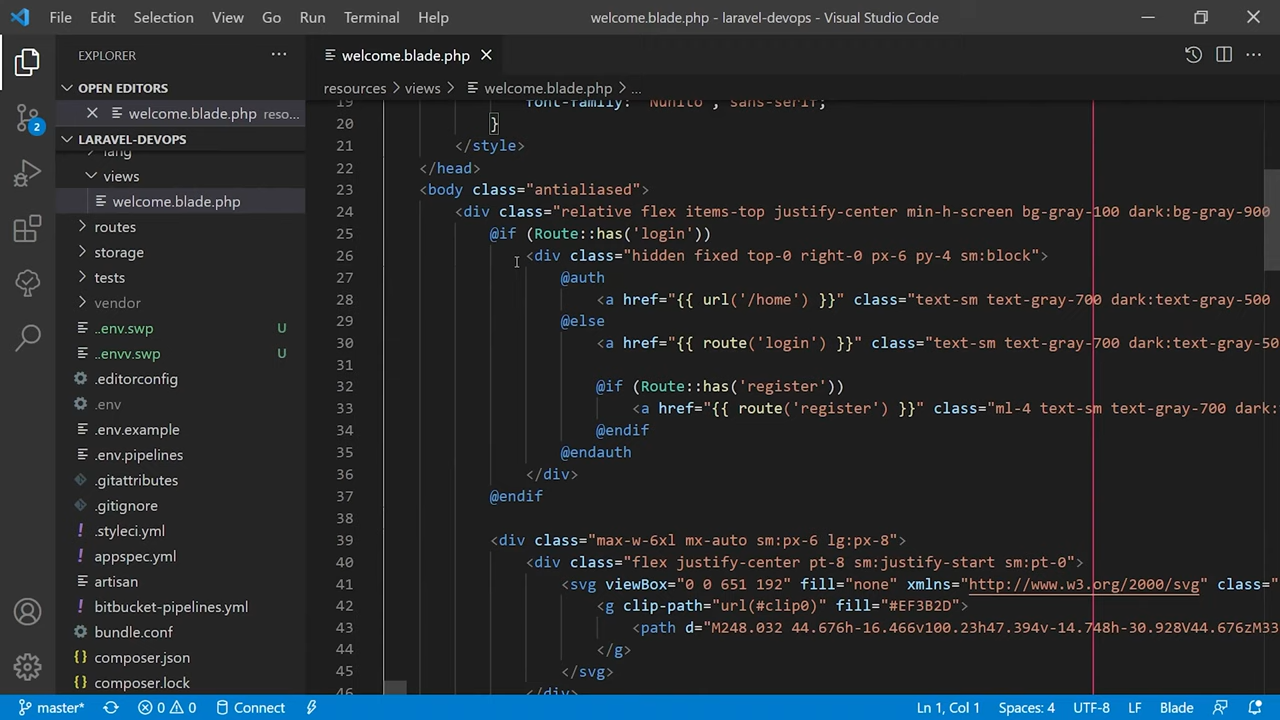 File Edit Selection View Go Run Terminal Help
welcome.blade.php - laravel-devops - Visual Studio Code
EXPLORER
OPEN EDITORS
welcome.blade.php reso...
LARAVEL-DEVOPS
lang
views
welcome.blade.php
routes
storage
tests
vendor
..env.swp U
..envv.swp U
.editorconfig
.env
.env.example
.env.pipelines
.gitattributes
.gitignore
.styleci.yml
appspec.yml
artisan
bitbucket-pipelines.yml
bundle.conf
composer.json
composer.lock
2
welcome.blade.php
resources > views > welcome.blade.php > ...
19 font-family: 'Nunito', sans-serif;
20 }
21 </style>
22 </head>
23 <body class="antialiased">
24 <div class="relative flex items-top justify-center min-h-screen bg-gray-100 dark:bg-gray-900
25 @if (Route::has('login'))
26 <div class="hidden fixed top-0 right-0 px-6 py-4 sm:block">
27 @auth
28 <a href="{{ url('/home') }}" class="text-sm text-gray-700 dark:text-gray-500
29 @else
30 <a href="{{ route('login') }}" class="text-sm text-gray-700 dark:text-gray-50
31
32 @if (Route::has('register'))
33 <a href="{{ route('register') }}" class="ml-4 text-sm text-gray-700 dark:
34 @endif
35 @endauth
36 </div>
37 @endif
38
39 <div class="max-w-6xl mx-auto sm:px-6 lg:px-8">
40 <div class="flex justify-center pt-8 sm:justify-start sm:pt-0">
41 <svg viewBox="0 0 651 192" fill="none" xmlns="http://www.w3.org/2000/svg" class="
42 <g clip-path="url(#clip0)" fill="#EF3B2D">
43 <path d="M248.032 44.676h-16.466v100.23h47.394v-14.748h-30.928V44.676zM33
44 </g>
45 </svg>
46 </div>
master* 0 0 Connect Ln 1, Col 1 Spaces: 4 UTF-8 LF Blade